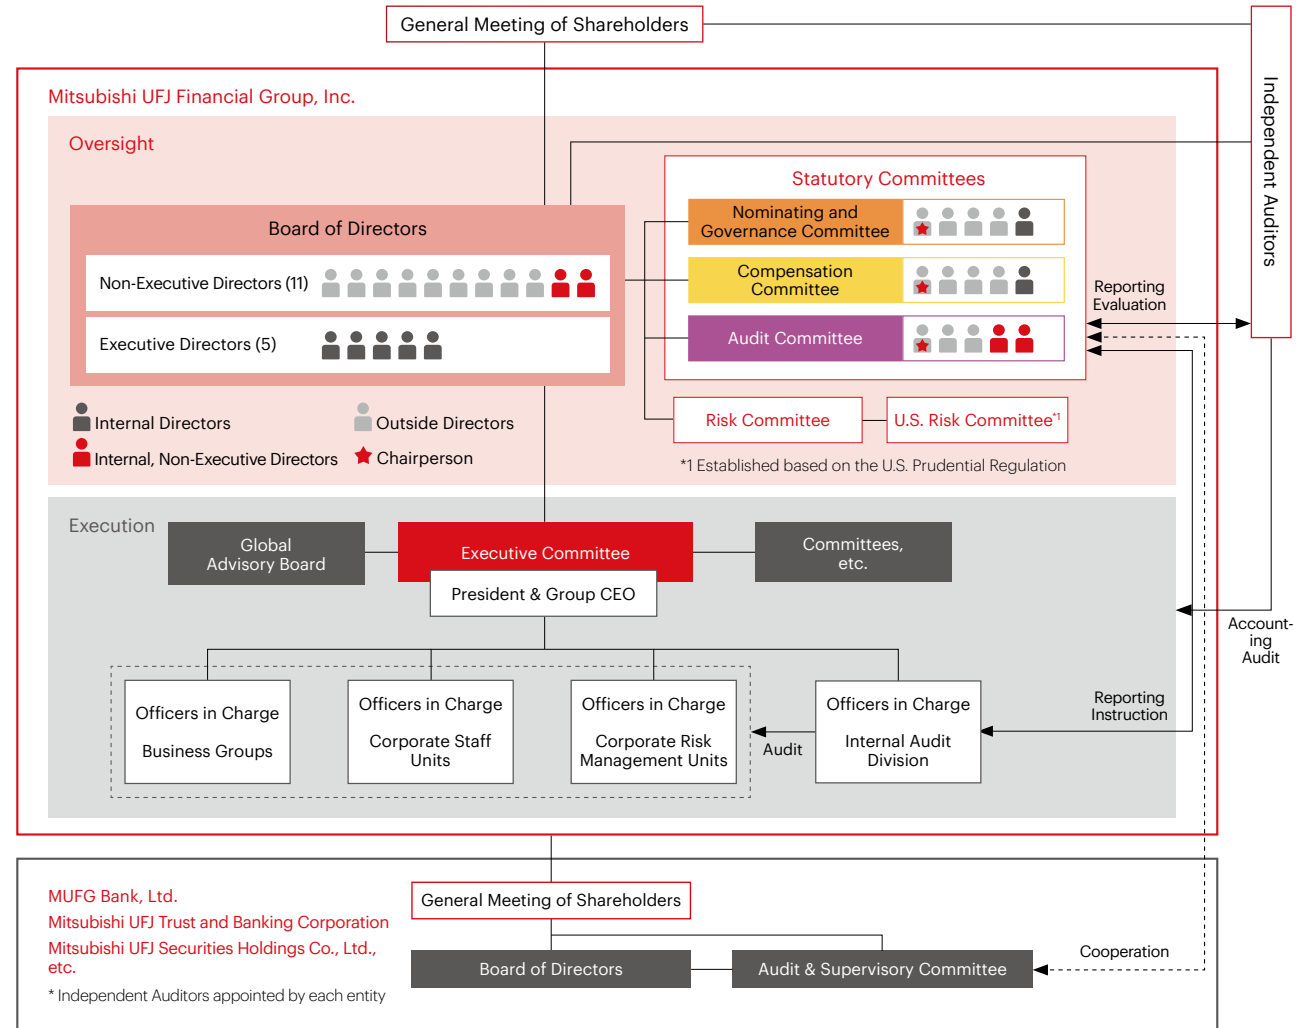 General Meeting of Shareholders
Independent Auditors
Mitsubishi UFJ Financial Group, Inc.
Oversight
Statutory Committees
Nominating and
Governance Committee
Board of Directors
Non-Executive Directors (11)
Compensation
Committee
Reporting
Evaluation
Executive Directors (5)
Audit Committee
Internal Directors
Outside Directors
Risk Committee
U.S. Risk Committee*1
Internal, Non-Executive Directors
Chairperson
*1 Established based on the U.S. Prudential Regulation
Execution
Global
Advisory Board
Executive Committee
Committees,
etc.
President & Group CEO
Account-
ing
Audit
Officers in Charge
Business Groups
Officers in Charge
Corporate Staff
Units
Officers in Charge
Corporate Risk
Management Units
Audit
Officers in Charge
Internal Audit
Division
Reporting
Instruction
MUFG Bank, Ltd.
Mitsubishi UFJ Trust and Banking Corporation
Mitsubishi UFJ Securities Holdings Co., Ltd.,
etc.
* Independent Auditors appointed by each entity
General Meeting of Shareholders
Board of Directors
Audit & Supervisory Committee
Cooperation